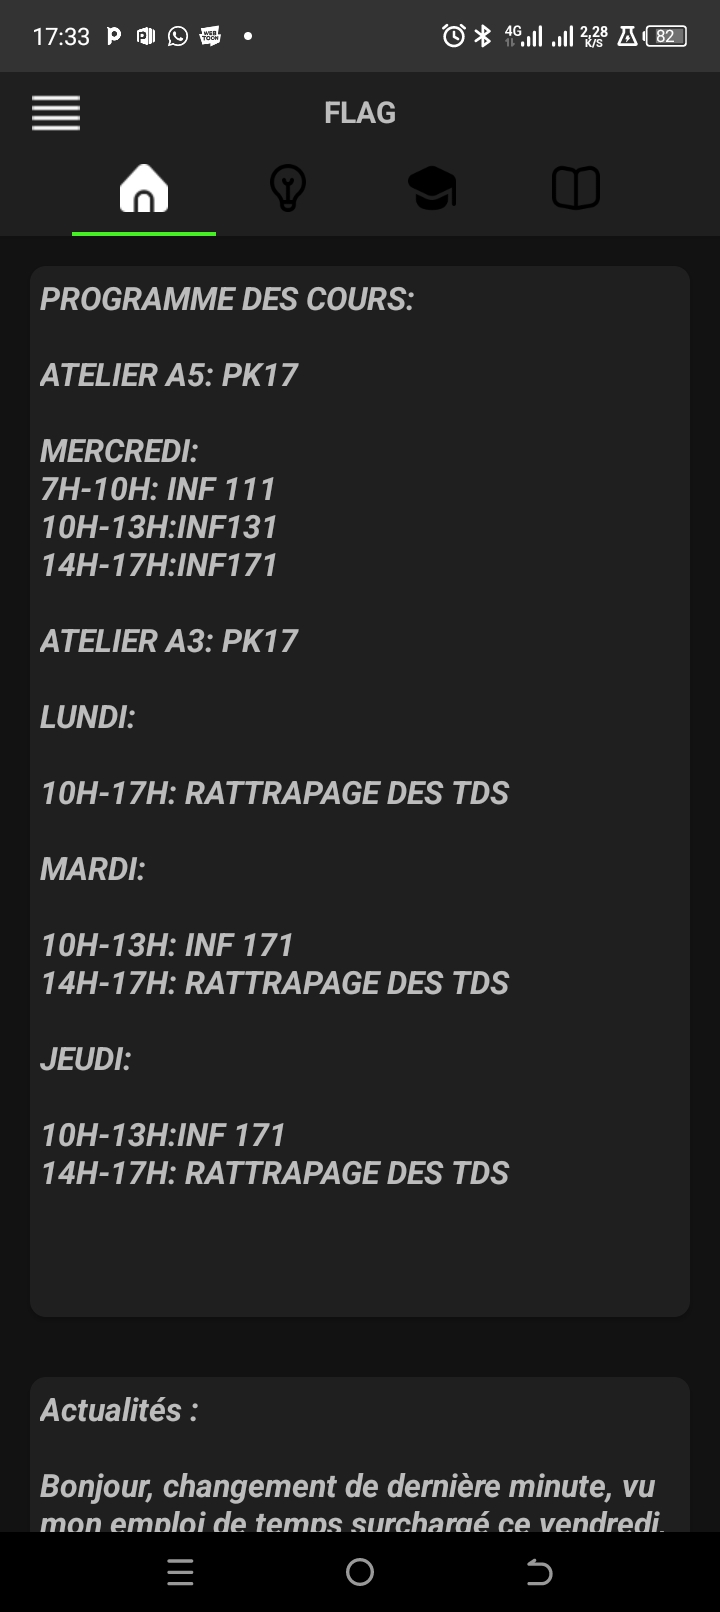 17:33
4G
2,28
K/S
82
FLAG
PROGRAMME DES COURS:
ATELIER A5: PK17
MERCREDI:
7H-10H: INF 111
10H-13H:INF131
14H-17H:INF171
ATELIER A3: PK17
LUNDI:
10H-17H: RATTRAPAGE DES TDS
MARDI:
10H-13H: INF 171
14H-17H: RATTRAPAGE DES TDS
JEUDI:
10H-13H:INF 171
14H-17H: RATTRAPAGE DES TDS
Actualités :
Bonjour, changement de dernière minute, vu
mon emploi de temps surchargé ce vendredi,